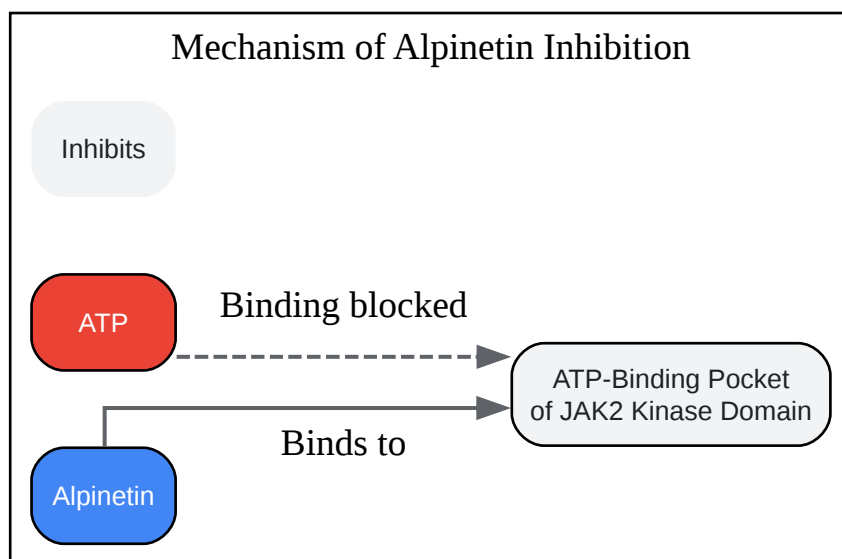 Mechanism of Alpinetin Inhibition
Inhibits
ATP
Binding blocked
ATP-Binding Pocket
of JAK2 Kinase Domain
Binds to
Alpinetin